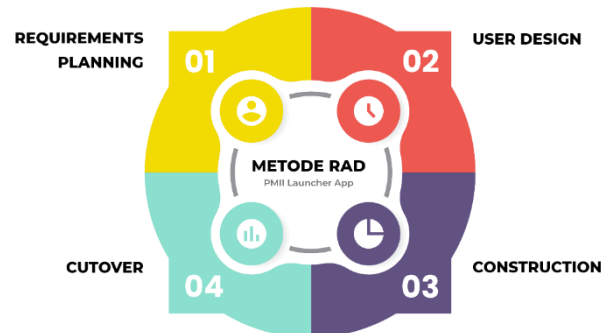 REQUIREMENTS
PLANNING
01
02
USER DESIGN
METODE RAD
PMII Launcher App
CUTOVER
04
03
CONSTRUCTION